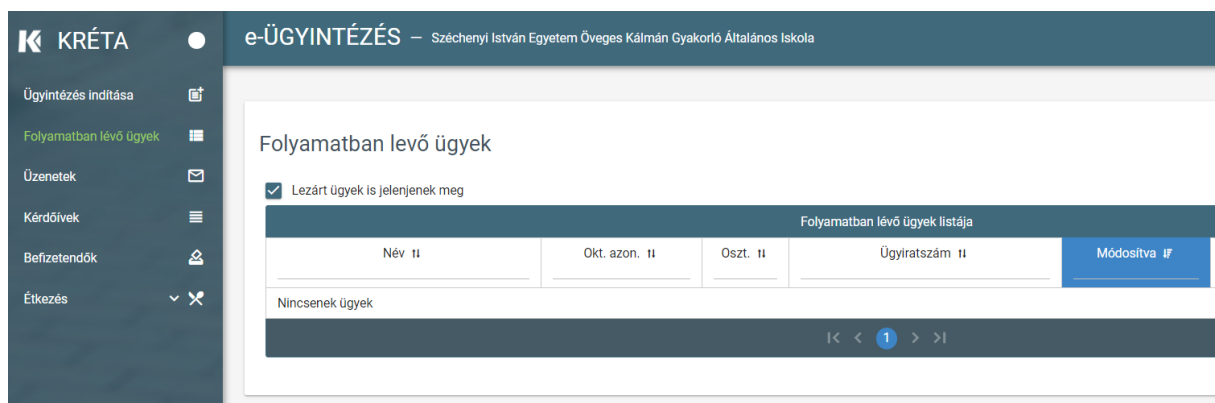 KRÉTA
e-ÜGYINTÉZÉS – Széchenyi István Egyetem Öveges Kálmán Gyakorló Általános Iskola
Ügyintézés indítása
Folyamatban lévő ügyek
Üzenetek
Kérdőívek
Befizetendők
Étkezés
Folyamatban levő ügyek
Lezárt ügyek is jelenjenek meg
Folyamatban lévő ügyek listája
Név Okt. azon. Oszt. Ügyiratszám Módosítva
Nincsenek ügyek
1